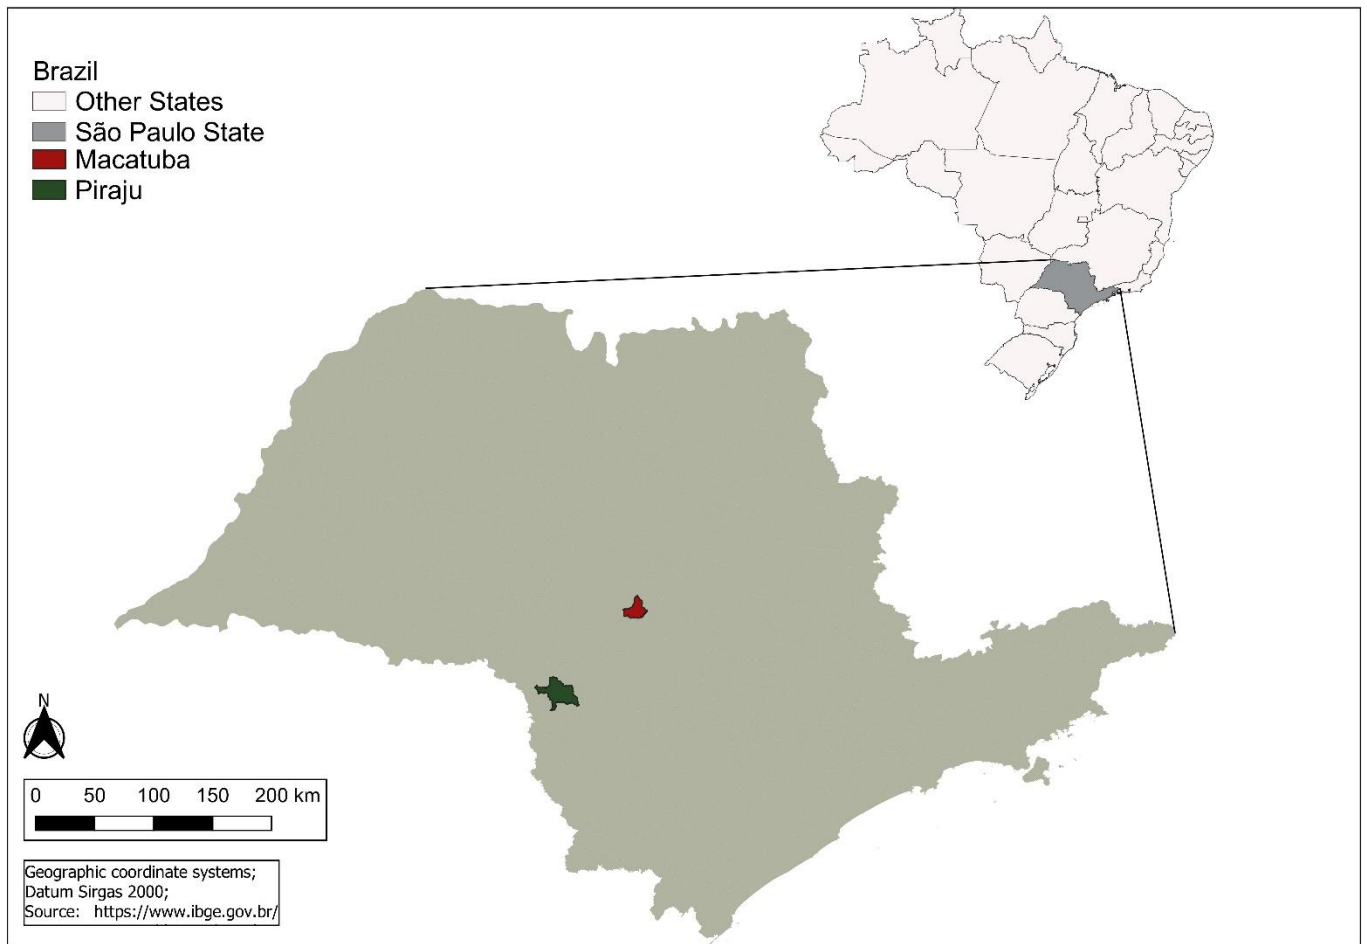 Brazil
Other States
São Paulo State
Macatuba
Piraju
N
0 50 100 150 200 km
Geographic coordinate systems;
Datum Sirgas 2000;
Source: https://www.ibge.gov.br/